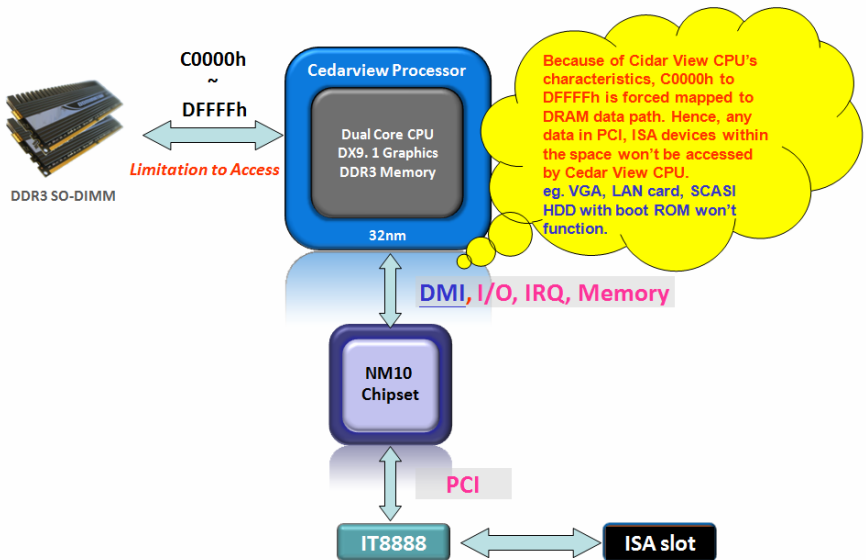 C0000h
~
DFFFFh
Limitation to Access
DDR3 SO-DIMM
Cedarview Processor
Dual Core CPU
DX9. 1 Graphics
DDR3 Memory
32nm
Because of Cidar View CPU's
characteristics, C0000h to
DFFFFh is forced mapped to
DRAM data path. Hence, any
data in PCI, ISA devices within
the space won't be accessed
by Cedar View CPU.
eg. VGA, LAN card, SCASI
HDD with boot ROM won't
function.
DMI, I/O, IRQ, Memory
NM10
Chipset
PCI
IT8888
ISA slot